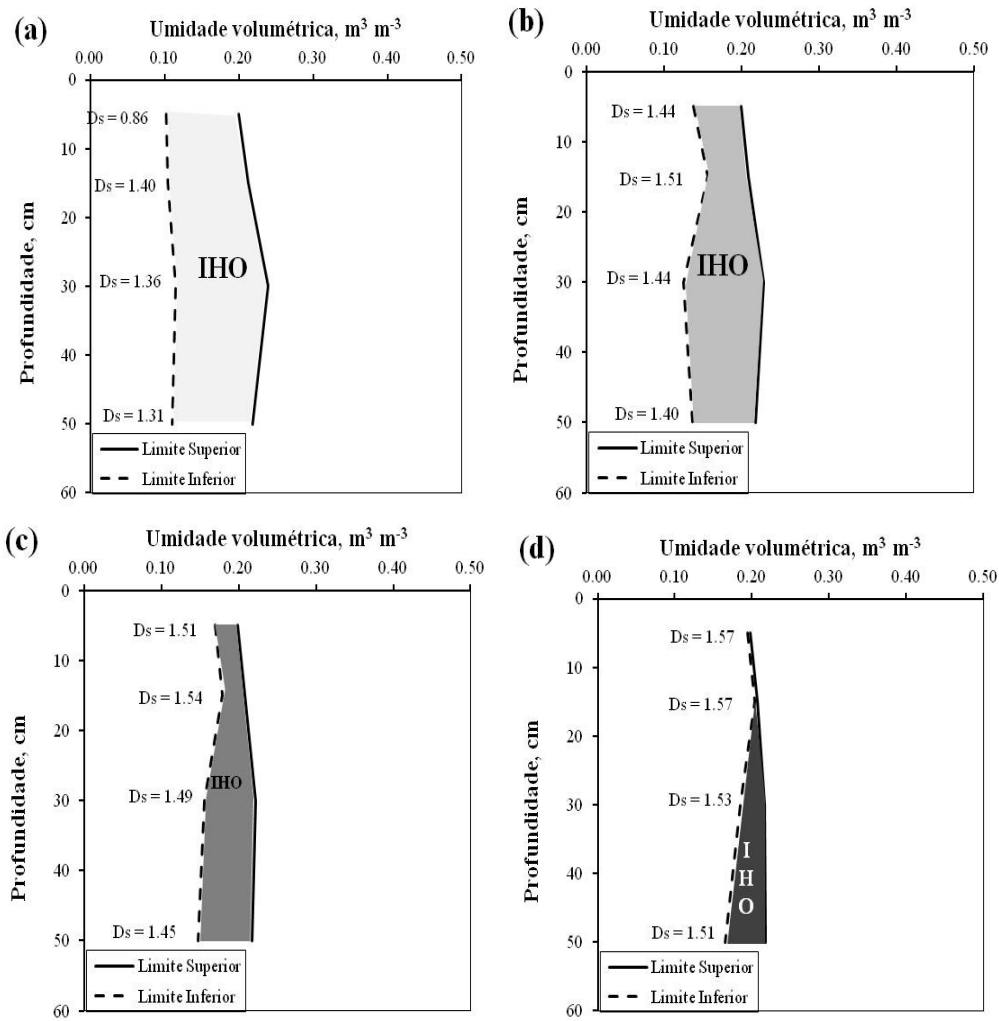 (a)
Umidade volumétrica, m³ m⁻³
0.00 0.10 0.20 0.30 0.40 0.50
Profundidade, cm
0
10
20
30
40
50
60
Ds = 0.86
Ds = 1.40
Ds = 1.36
Ds = 1.31
IHO
Limite Superior
Limite Inferior
(b)
Umidade volumétrica, m³ m⁻³
0.00 0.10 0.20 0.30 0.40 0.50
Profundidade, cm
0
10
20
30
40
50
60
Ds = 1.44
Ds = 1.51
Ds = 1.44
Ds = 1.40
IHO
Limite Superior
Limite Inferior
(c)
Umidade volumétrica, m³ m⁻³
0.00 0.10 0.20 0.30 0.40 0.50
Profundidade, cm
0
10
20
30
40
50
60
Ds = 1.51
Ds = 1.54
Ds = 1.49
Ds = 1.45
IHO
Limite Superior
Limite Inferior
(d)
Umidade volumétrica, m³ m⁻³
0.00 0.10 0.20 0.30 0.40 0.50
Profundidade, cm
0
10
20
30
40
50
60
Ds = 1.57
Ds = 1.57
Ds = 1.53
Ds = 1.51
I
H
O
Limite Superior
Limite Inferior